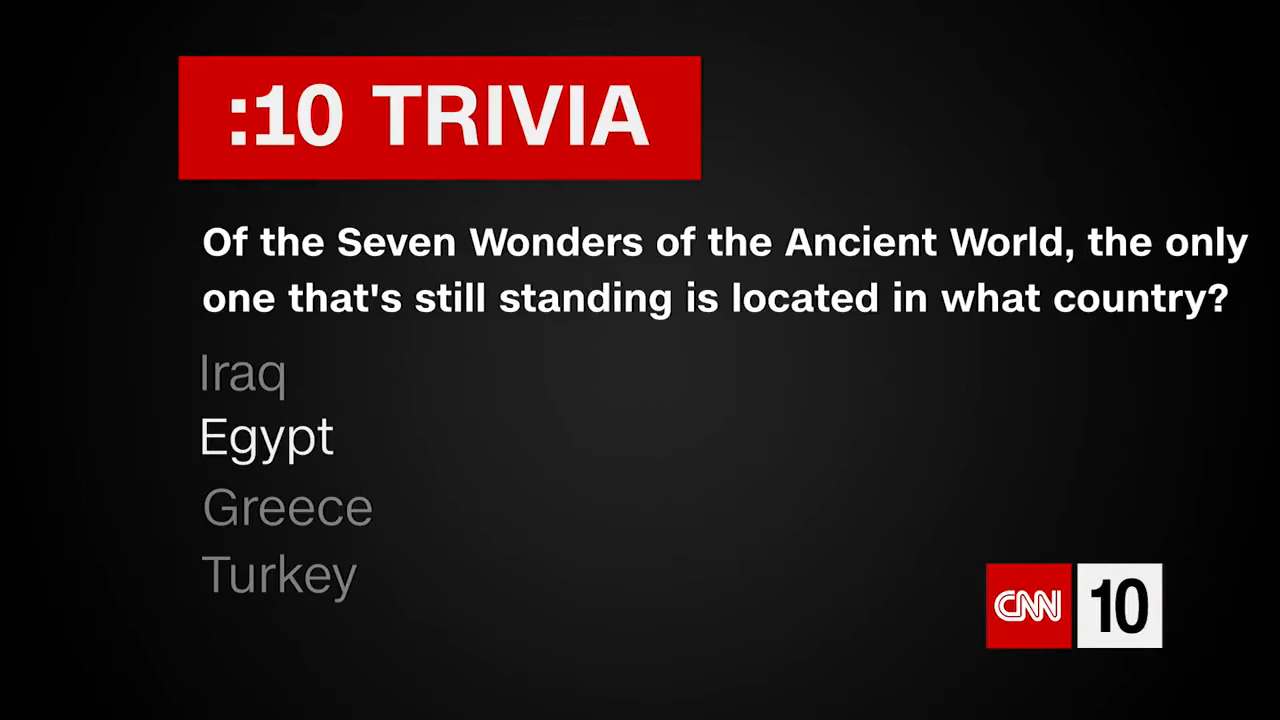 :10 TRIVIA
Of the Seven Wonders of the Ancient World, the only
one that's still standing is located in what country?
Iraq
Egypt
Greece
Turkey
CNN 10